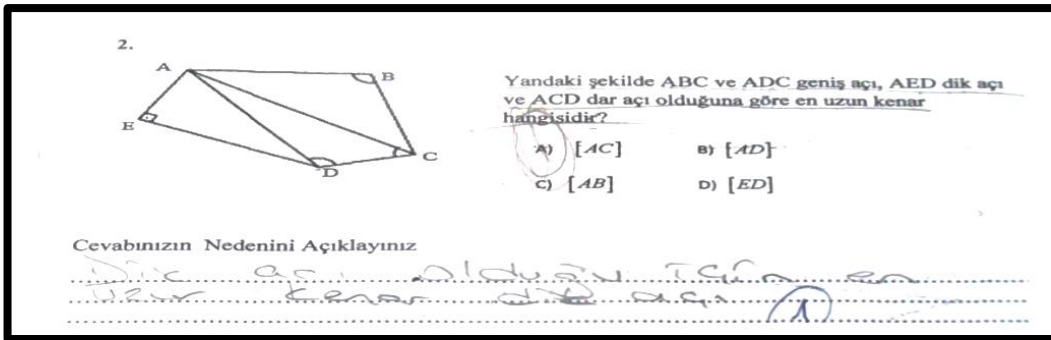 2.
A
B
E
D
C
Yandaki şekilde ABC ve ADC geniş açı, AED dik açı
ve ACD dar açı olduğuna göre en uzun kenar
hangisidir?
A) [AC] B) [AD]
C) [AB] D) [ED]
Cevabınızın Nedenini Açıklayınız
Dik açı olduğu için en
uzun kenar dik açı
1